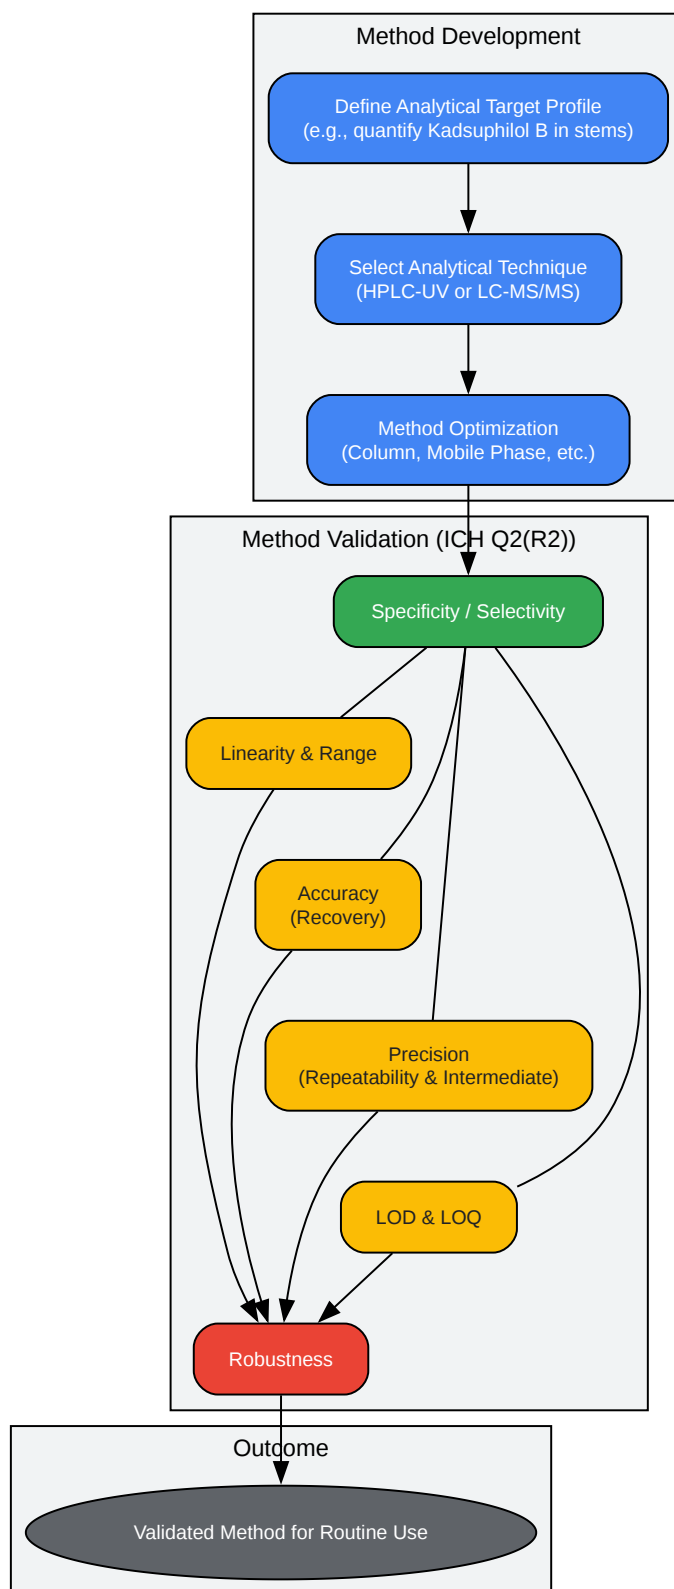 Method Development
Define Analytical Target Profile
(e.g., quantify Kadsuphilol B in stems)
Select Analytical Technique
(HPLC-UV or LC-MS/MS)
Method Optimization
(Column, Mobile Phase, etc.)
Method Validation (ICH Q2(R2))
Specificity / Selectivity
Linearity & Range
Accuracy
(Recovery)
Precision
(Repeatability & Intermediate)
LOD & LOQ
Robustness
Outcome
Validated Method for Routine Use